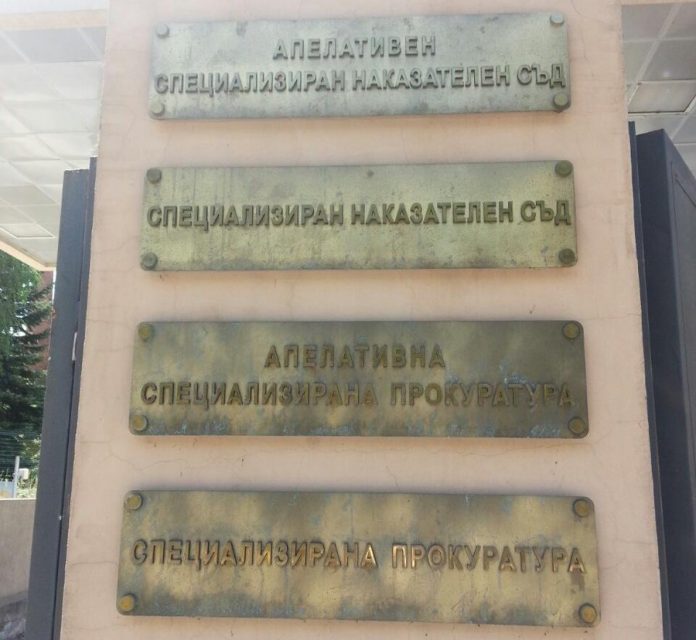 АПЕЛАТИВЕН
СПЕЦИАЛИЗИРАН НАКАЗАТЕЛЕН СЪД
СПЕЦИАЛИЗИРАН НАКАЗАТЕЛЕН СЪД
АПЕЛАТИВНА
СПЕЦИАЛИЗИРАНА ПРОКУРАТУРА
СПЕЦИАЛИЗИРАНА ПРОКУРАТУРА